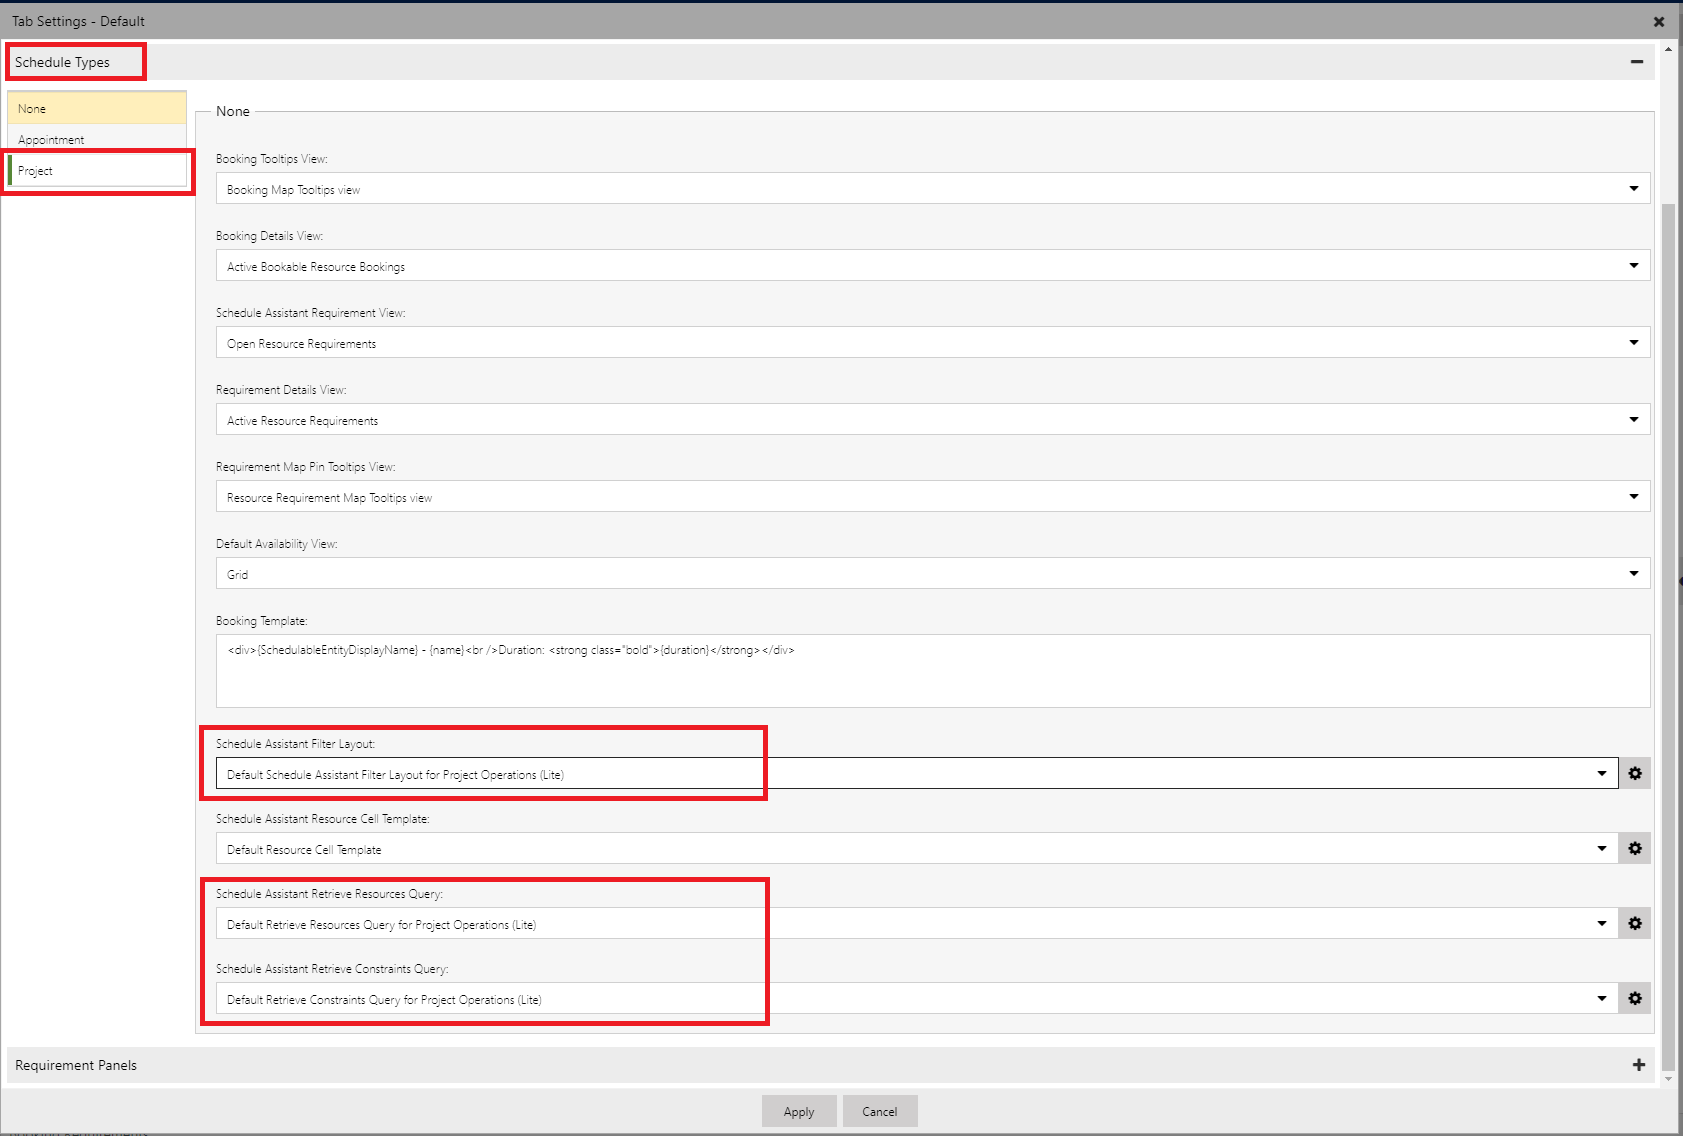 Tab Settings - Default
Schedule Types
None
Appointment
Project
None
Booking Tooltips View:
Booking Map Tooltips view
Booking Details View:
Active Bookable Resource Bookings
Schedule Assistant Requirement View:
Open Resource Requirements
Requirement Details View:
Active Resource Requirements
Requirement Map Pin Tooltips View:
Resource Requirement Map Tooltips view
Default Availability View:
Grid
Booking Template:
<div>{SchedulableEntityDisplayName} - {name}<br />Duration: <strong class="bold">{duration}</strong></div>
Schedule Assistant Filter Layout:
Default Schedule Assistant Filter Layout for Project Operations (Lite)
Schedule Assistant Resource Cell Template:
Default Resource Cell Template
Schedule Assistant Retrieve Resources Query:
Default Retrieve Resources Query for Project Operations (Lite)
Schedule Assistant Retrieve Constraints Query:
Default Retrieve Constraints Query for Project Operations (Lite)
Requirement Panels
Apply
Cancel